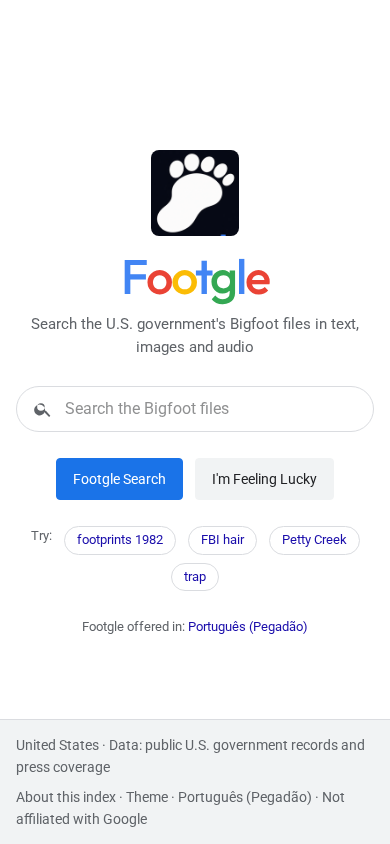 Footgle
Search the U.S. government's Bigfoot files in text,
images and audio
Search the Bigfoot files
Footgle Search
I'm Feeling Lucky
Try:
footprints 1982
FBI hair
Petty Creek
trap
Footgle offered in: Português (Pegadão)
United States · Data: public U.S. government records and
press coverage
About this index · Theme · Português (Pegadão) · Not
affiliated with Google